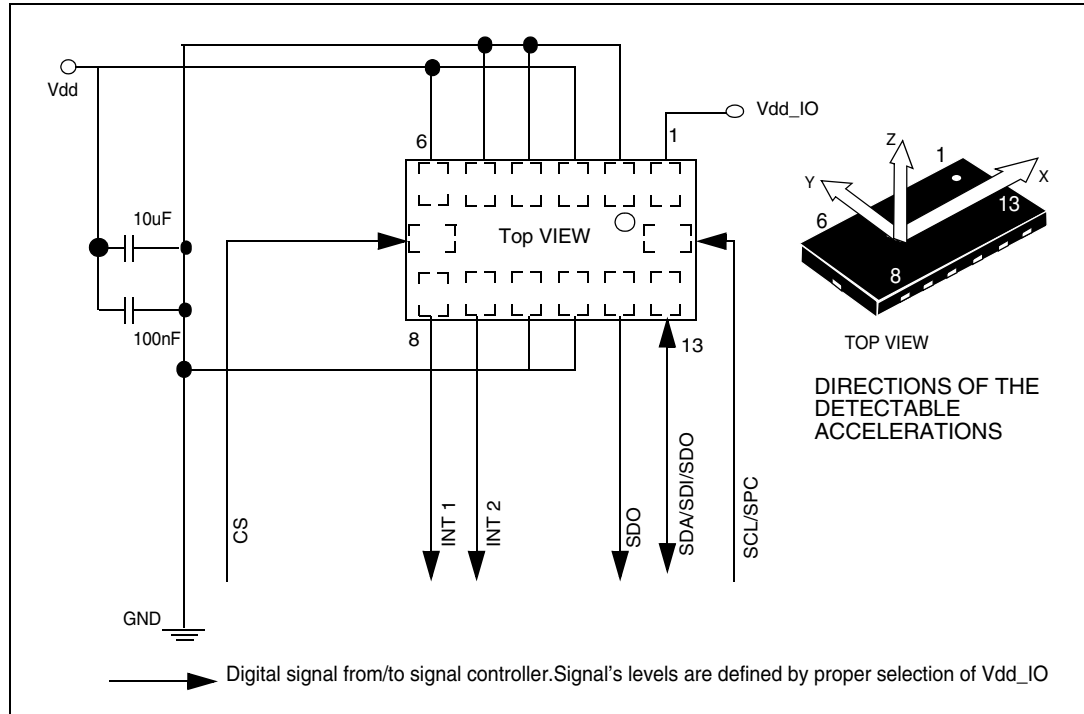 Vdd
Vdd_IO
6
1
Z
1
Y
X
6
13
10uF
Top VIEW
8
100nF
8
13
TOP VIEW
DIRECTIONS OF THE
DETECTABLE
ACCELERATIONS
CS
INT 1
INT 2
SDO
SDA/SDI/SDO
SCL/SPC
GND
Digital signal from/to signal controller.Signal's levels are defined by proper selection of Vdd_IO